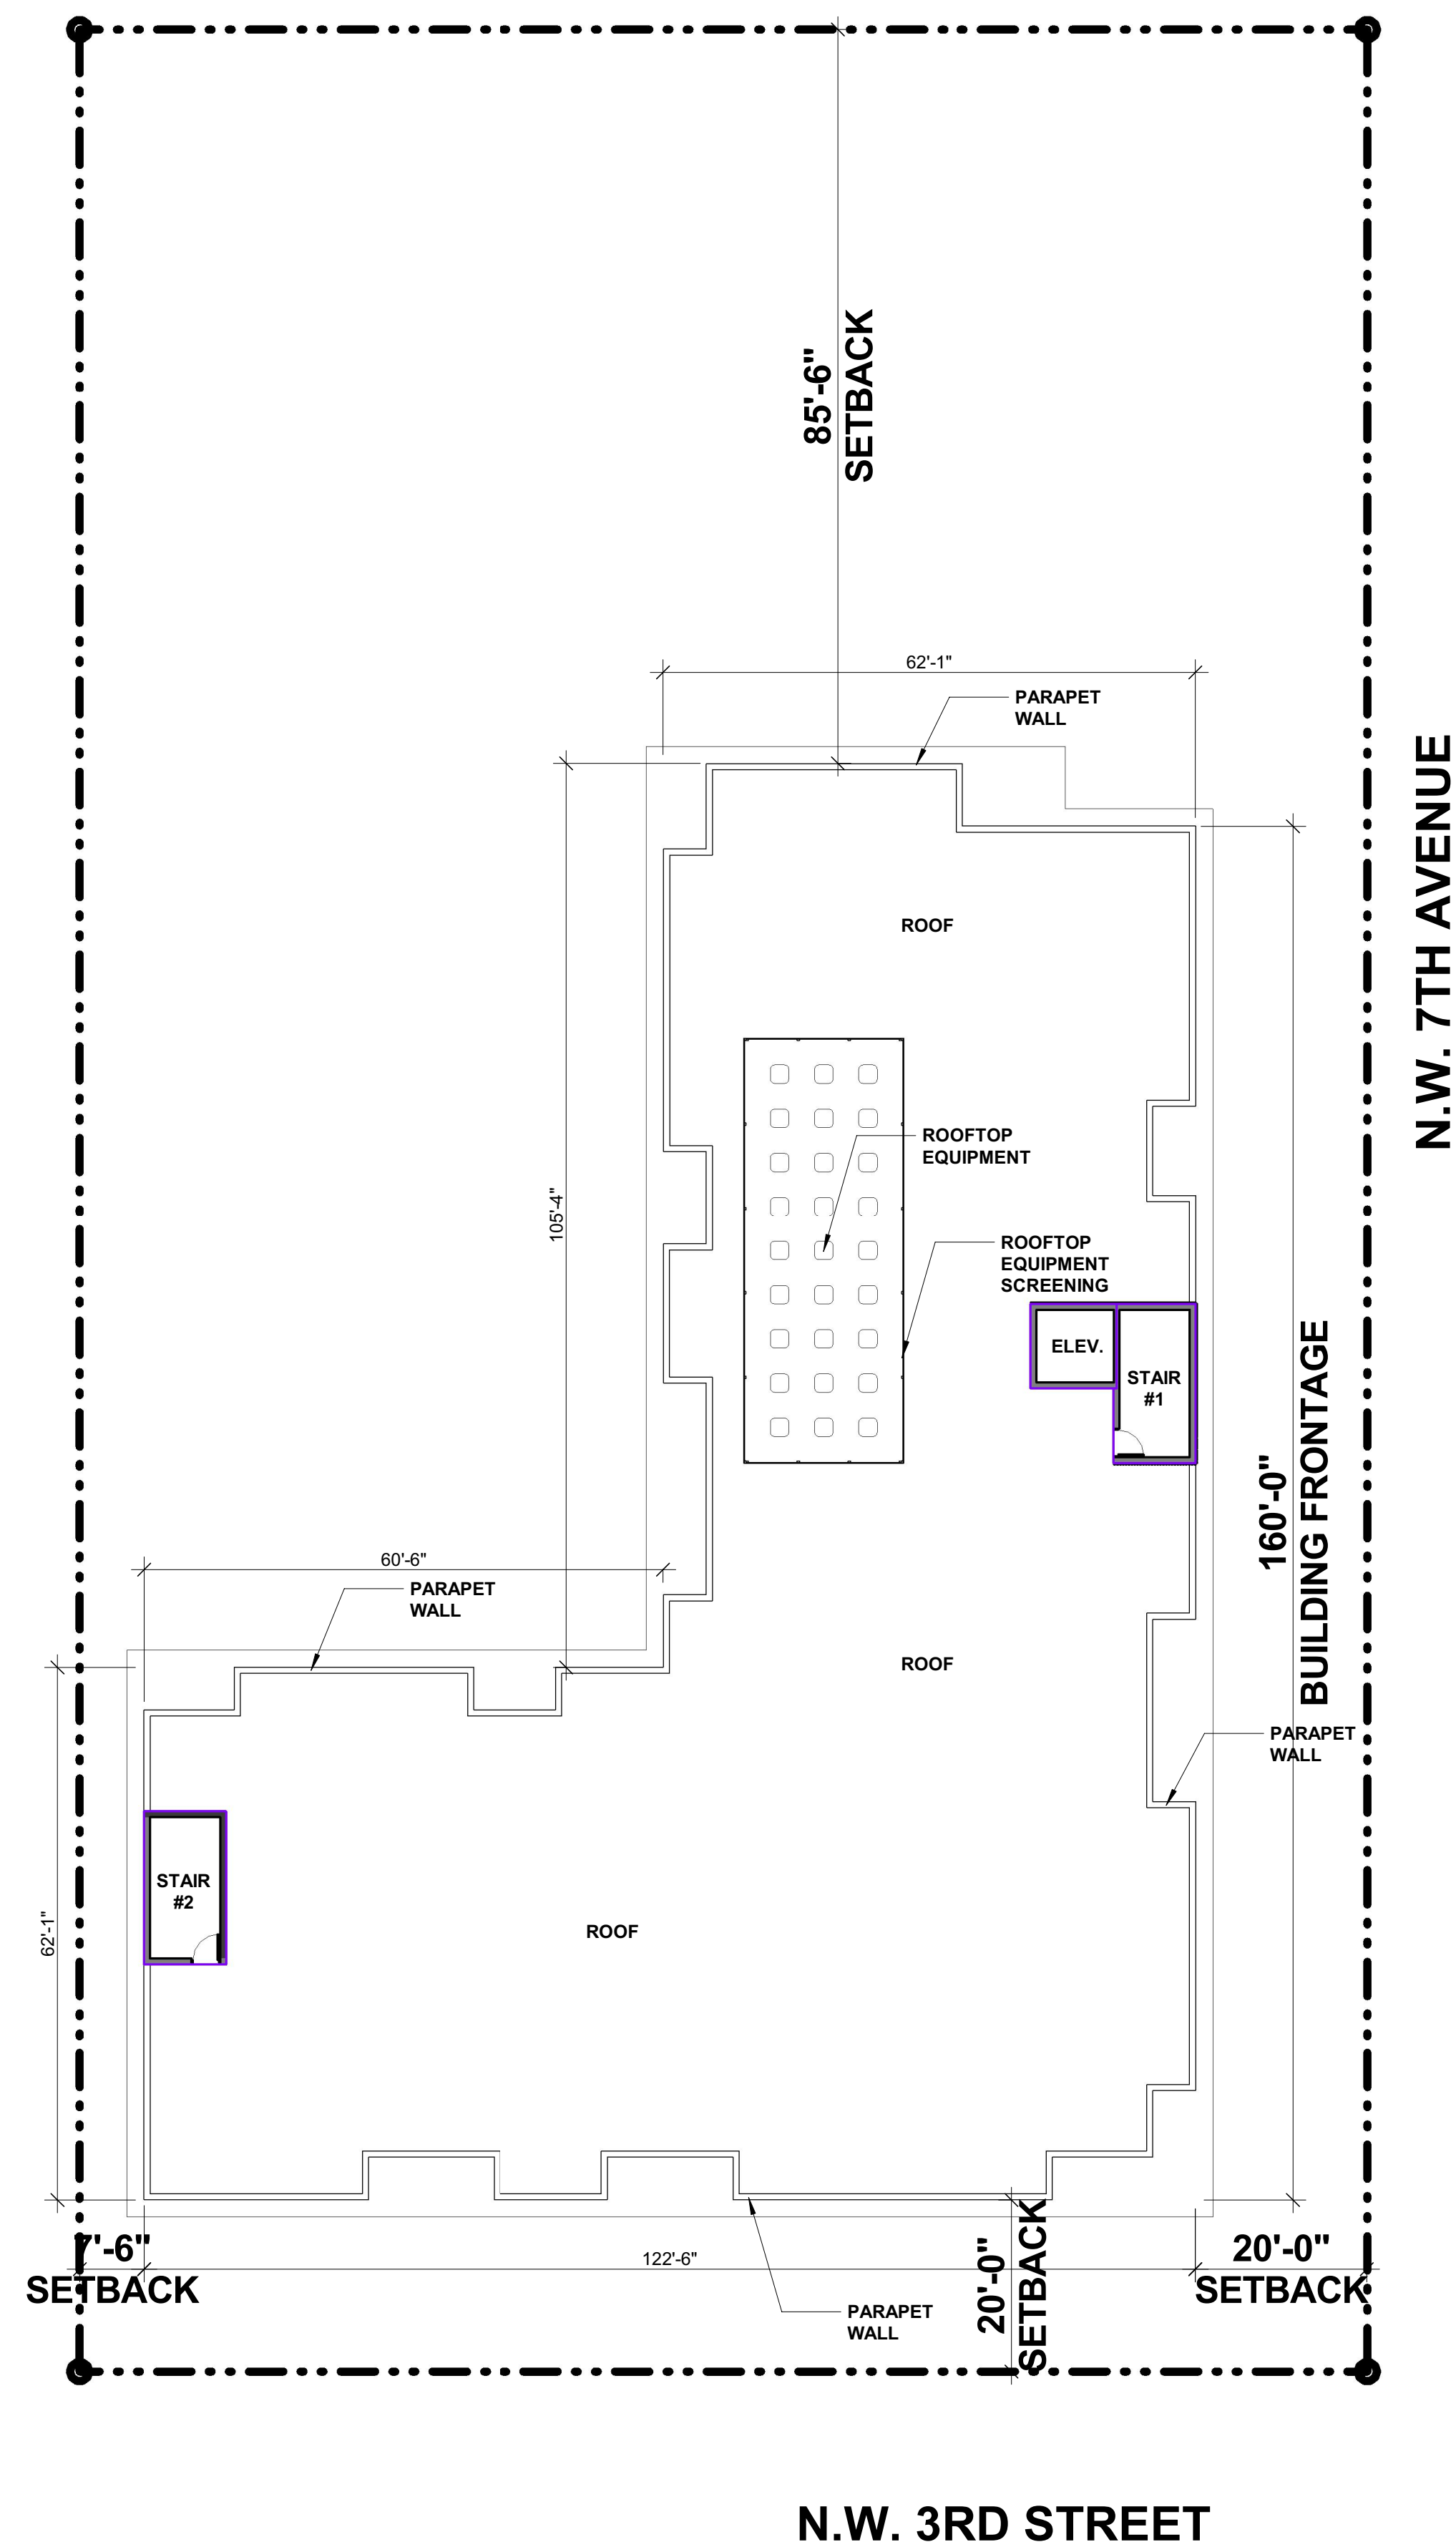 85'-6"
SETBACK
62'-1"
PARAPET
WALL
N.W. 7TH AVENUE
ROOF
ROOFTOP
EQUIPMENT
105'-4"
ROOFTOP
EQUIPMENT
SCREENING
ELEV.
STAIR
#1
160'-0"
BUILDING FRONTAGE
60'-6"
PARAPET
WALL
ROOF
PARAPET
WALL
STAIR
#2
62'-1"
ROOF
7'-6"
SETBACK
122'-6"
20'-0"
SETBACK
20'-0"
SETBACK
PARAPET
WALL
N.W. 3RD STREET